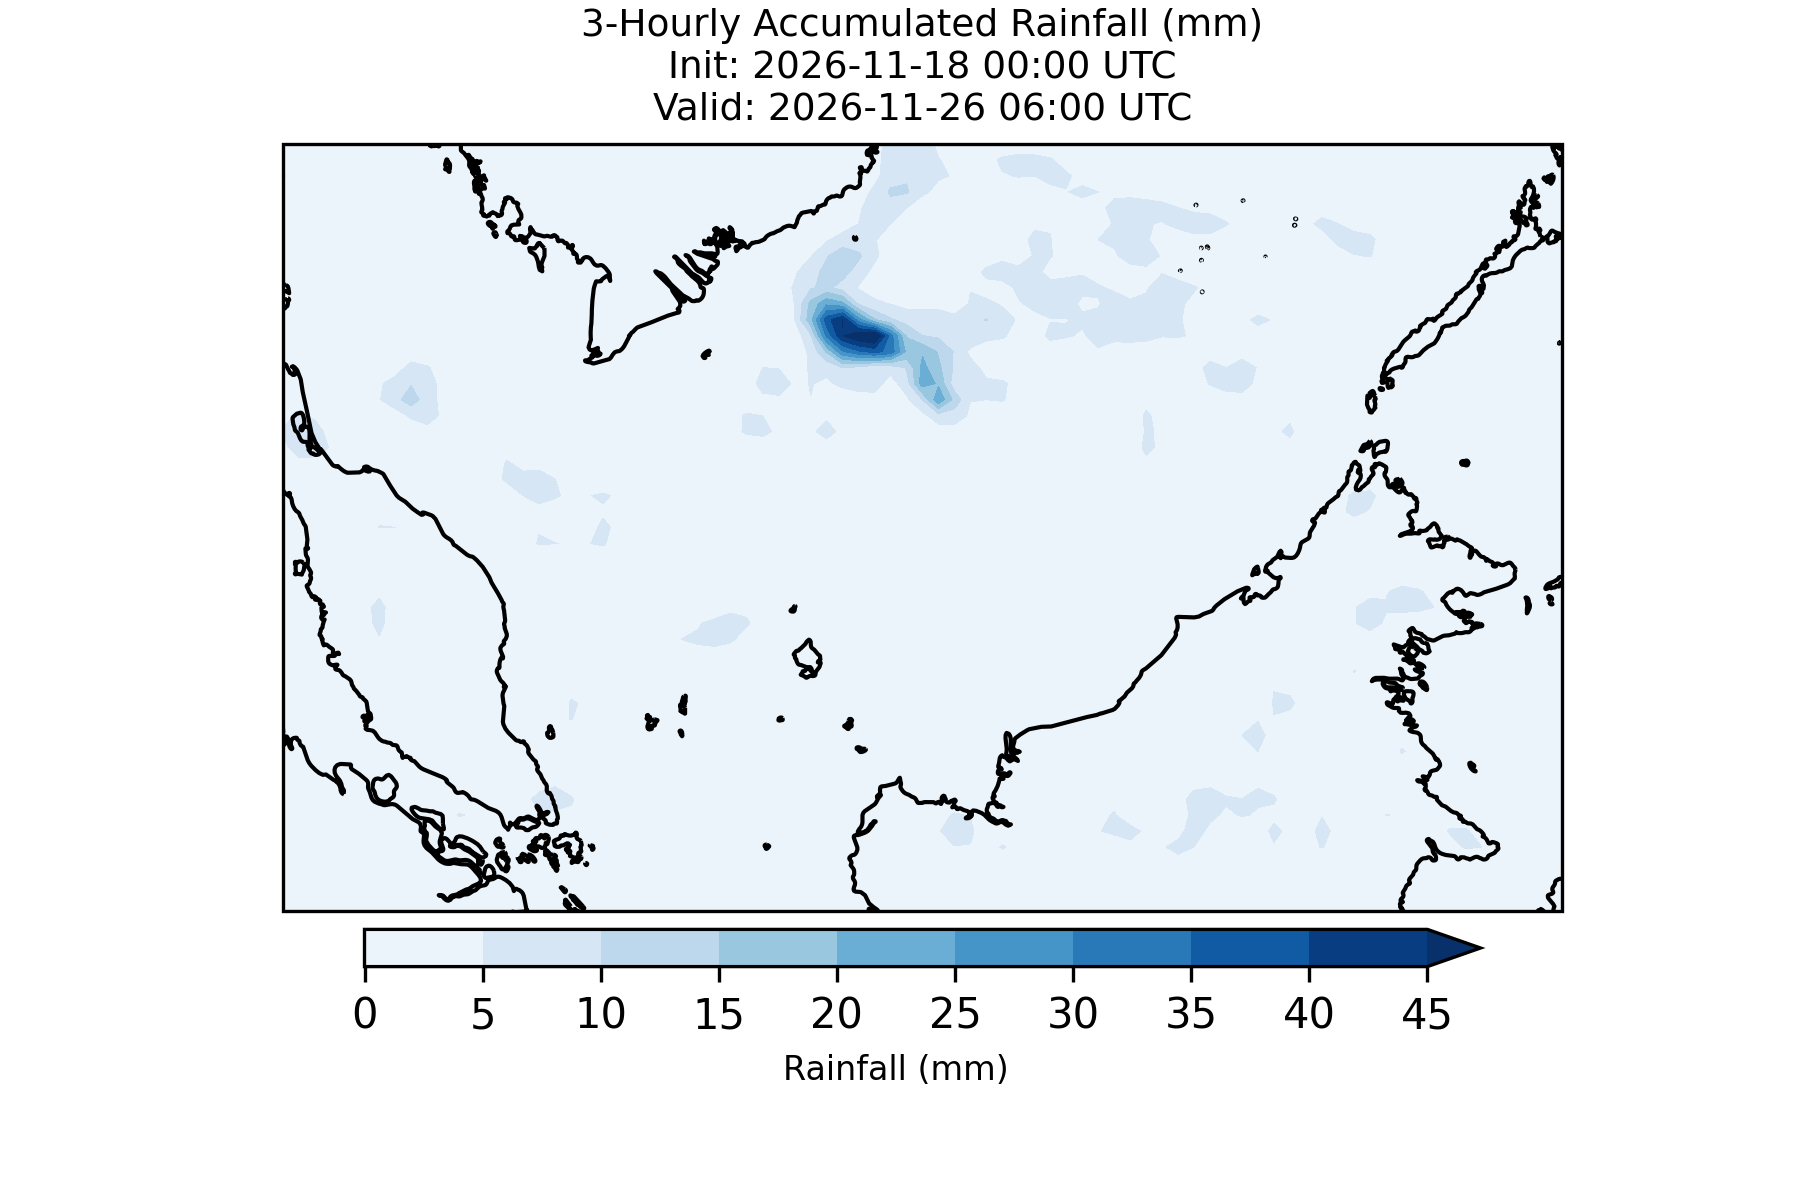 3-Hourly Accumulated Rainfall (mm)
Init: 2026-11-18 00:00 UTC
Valid: 2026-11-26 06:00 UTC
0 5 10 15 20 25 30 35 40 45
Rainfall (mm)